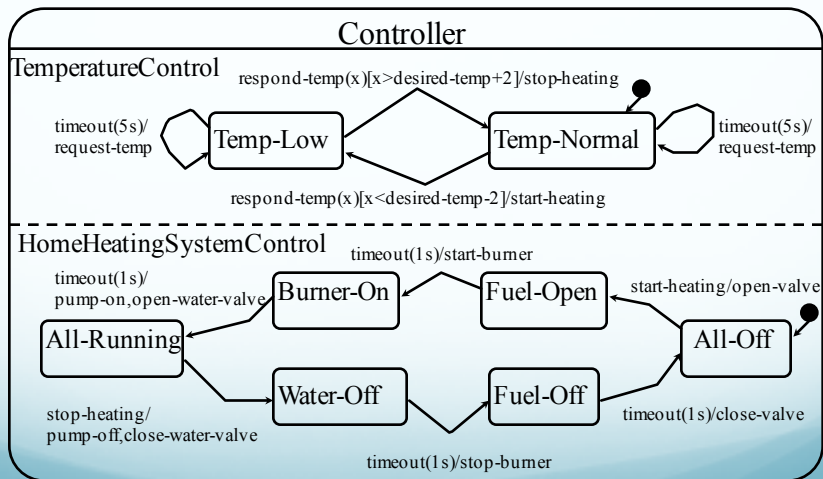 Controller
TemperatureControl
respond-temp(x)[x>desired-temp+2]/stop-heating
timeout(5s)/
request-temp
Temp-Low
Temp-Normal
timeout(5s)/
request-temp
respond-temp(x)[x<desired-temp-2]/start-heating
HomeHeatingSystemControl
timeout(1s)/start-burner
timeout(1s)/
pump-on,open-water-valve
Burner-On
Fuel-Open
start-heating/open-valve
All-Running
All-Off
Water-Off
Fuel-Off
stop-heating/
pump-off,close-water-valve
timeout(1s)/close-valve
timeout(1s)/stop-burner